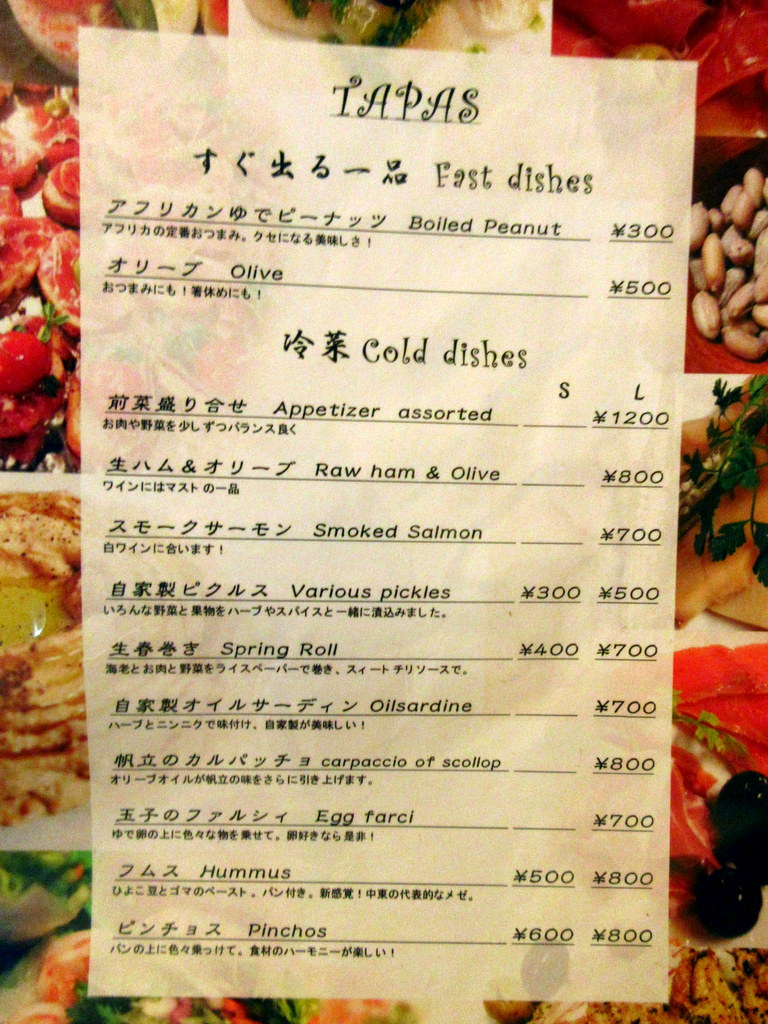 TAPAS
すぐ出る一品 Fast dishes
アフリカンゆでピーナッツ Boiled Peanut ¥300
アフリカの定番おつまみ。クセになる美味しさ！
オリーブ Olive ¥500
おつまみにも！箸休めにも！
冷菜 Cold dishes
S L
前菜盛り合せ Appetizer assorted ¥1200
お肉や野菜を少しずつバランス良く
生ハム＆オリーブ Raw ham & Olive ¥800
ワインにはマストの一品
スモークサーモン Smoked Salmon ¥700
白ワインに合います！
自家製ピクルス Various pickles ¥300 ¥500
いろんな野菜と果物をハーブやスパイスと一緒に漬込みました。
生春巻き Spring Roll ¥400 ¥700
海老とお肉と野菜をライスペーパーで巻き、スィートチリソースで。
自家製オイルサーディン Oilsardine ¥700
ハーブとニンニクで味付け、自家製が美味しい！
帆立のカルパッチョ carpaccio of scollop ¥800
オリーブオイルが帆立の味をさらに引き上げます。
玉子のファルシィ Egg farci ¥700
ゆで卵の上に色々な物を乗せて。卵好きなら是非！
フムス Hummus ¥500 ¥800
ひよこ豆とゴマのペースト。パン付き。新感覚！中東の代表的なメゼ。
ピンチョス Pinchos ¥600 ¥800
パンの上に色々乗っけて。食材のハーモニーが楽しい！